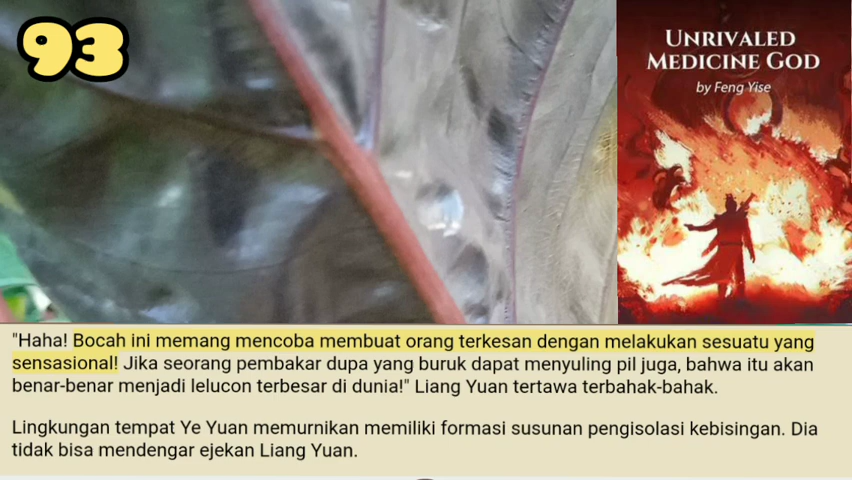 93
UNRIVALED
MEDICINE GOD
by Feng Yise
"Haha! Bocah ini memang mencoba membuat orang terkesan dengan melakukan sesuatu yang
sensasional! Jika seorang pembakar dupa yang buruk dapat menyuling pil juga, bahwa itu akan
benar-benar menjadi lelucon terbesar di dunia!" Liang Yuan tertawa terbahak-bahak.
Lingkungan tempat Ye Yuan memurnikan memiliki formasi susunan pengisolasi kebisingan. Dia
tidak bisa mendengar ejekan Liang Yuan.